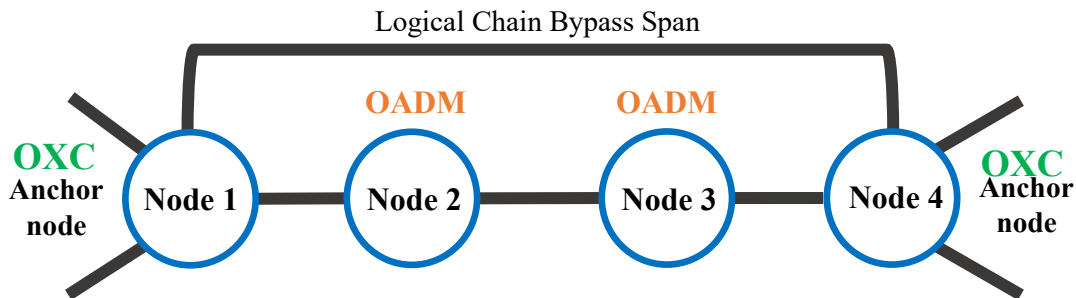 Logical Chain Bypass Span
OADM
OADM
OXC
Anchor
node
Node 1
Node 2
Node 3
Node 4
OXC
Anchor
node